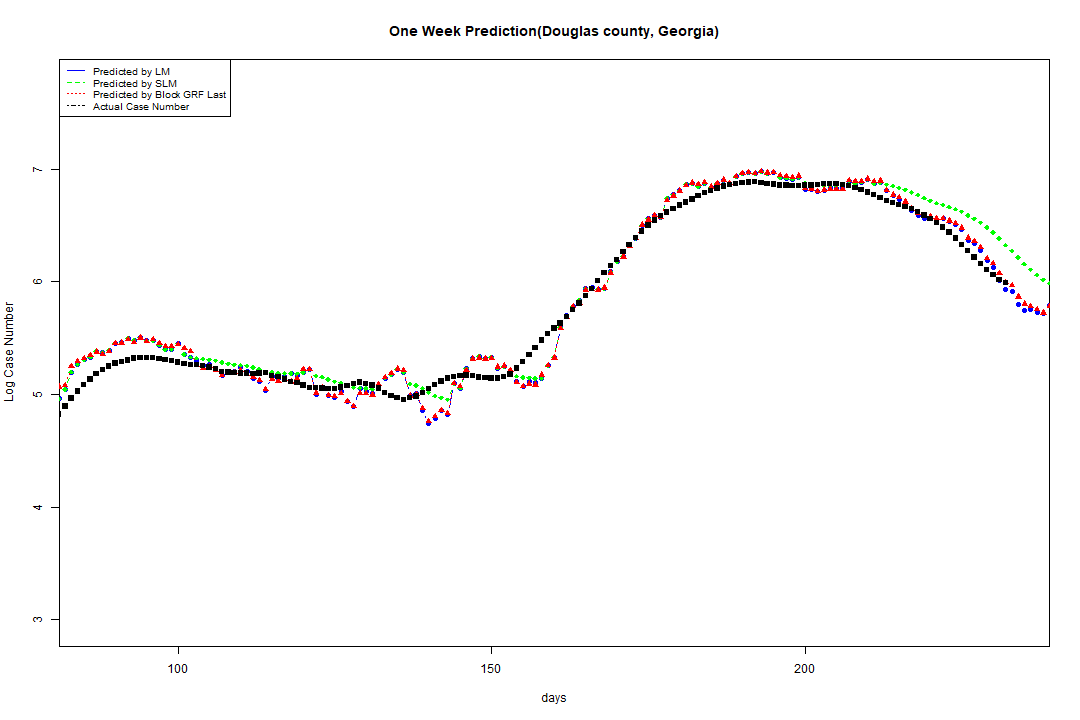 One Week Prediction(Douglas county, Georgia)
Predicted by LM
Predicted by SLM
Predicted by Block GRF Last
Actual Case Number
7
6
5
4
3
Log Case Number
100 150 200
days